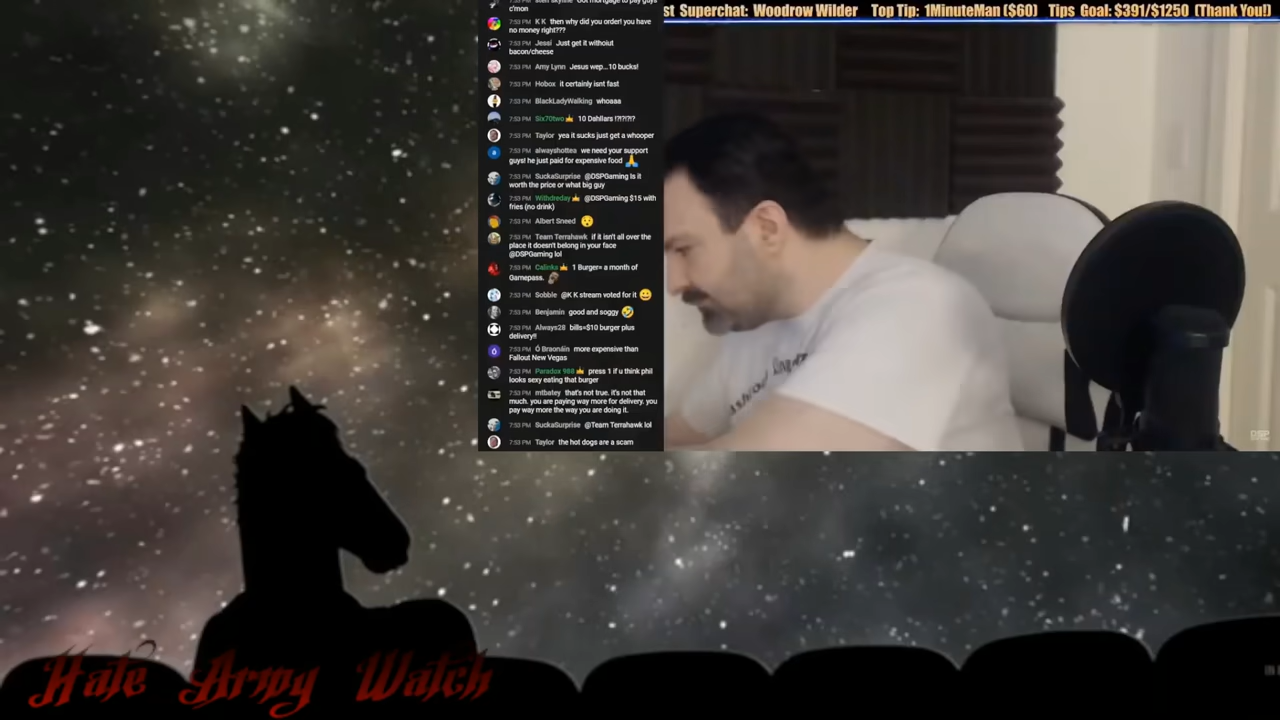 st Superchat: Woodrow Wilder Top Tip: 1MinuteMan ($60) Tips Goal: $391/$1250 (Thank You!)
c'mon
7:53 PM K K then why did you order! you have
no money right???
7:53 PM Jessi Just get it withoiut
bacon/cheese
7:53 PM Amy Lynn Jesus wep...10 bucks!
7:53 PM Hobox it certainly isnt fast
7:53 PM BlackLadyWalking whoaaa
7:53 PM Six70two 10 Dahllars !?!?!?!?
7:53 PM Taylor yea it sucks just get a whooper
7:53 PM alwayshottea we need your support
guys! he just paid for expensive food 🙏
7:53 PM SuckaSurprise @DSPGaming Is it
worth the price or what big guy
7:53 PM Withdreday @DSPGaming $15 with
fries (no drink)
7:53 PM Albert Sneed 😯
7:53 PM Team Terrahawk if it isn't all over the
place it doesn't belong in your face
@DSPGaming lol
7:53 PM Calinks 1 Burger= a month of
Gamepass.
7:53 PM Sobble @K K stream voted for it 😀
7:53 PM Benjamin good and soggy 🤣
7:53 PM Always28 bills=$10 burger plus
delivery!!
7:53 PM Ó Braonáin more expensive than
Fallout New Vegas
7:53 PM Paradox 988 press 1 if u think phil
looks sexy eating that burger
7:53 PM mtbatey that's not true. it's not that
much. you are paying way more for delivery. you
pay way more the way you are doing it.
7:53 PM SuckaSurprise @Team Terrahawk lol
7:53 PM Taylor the hot dogs are a scam
DSP
Hate Army Watch